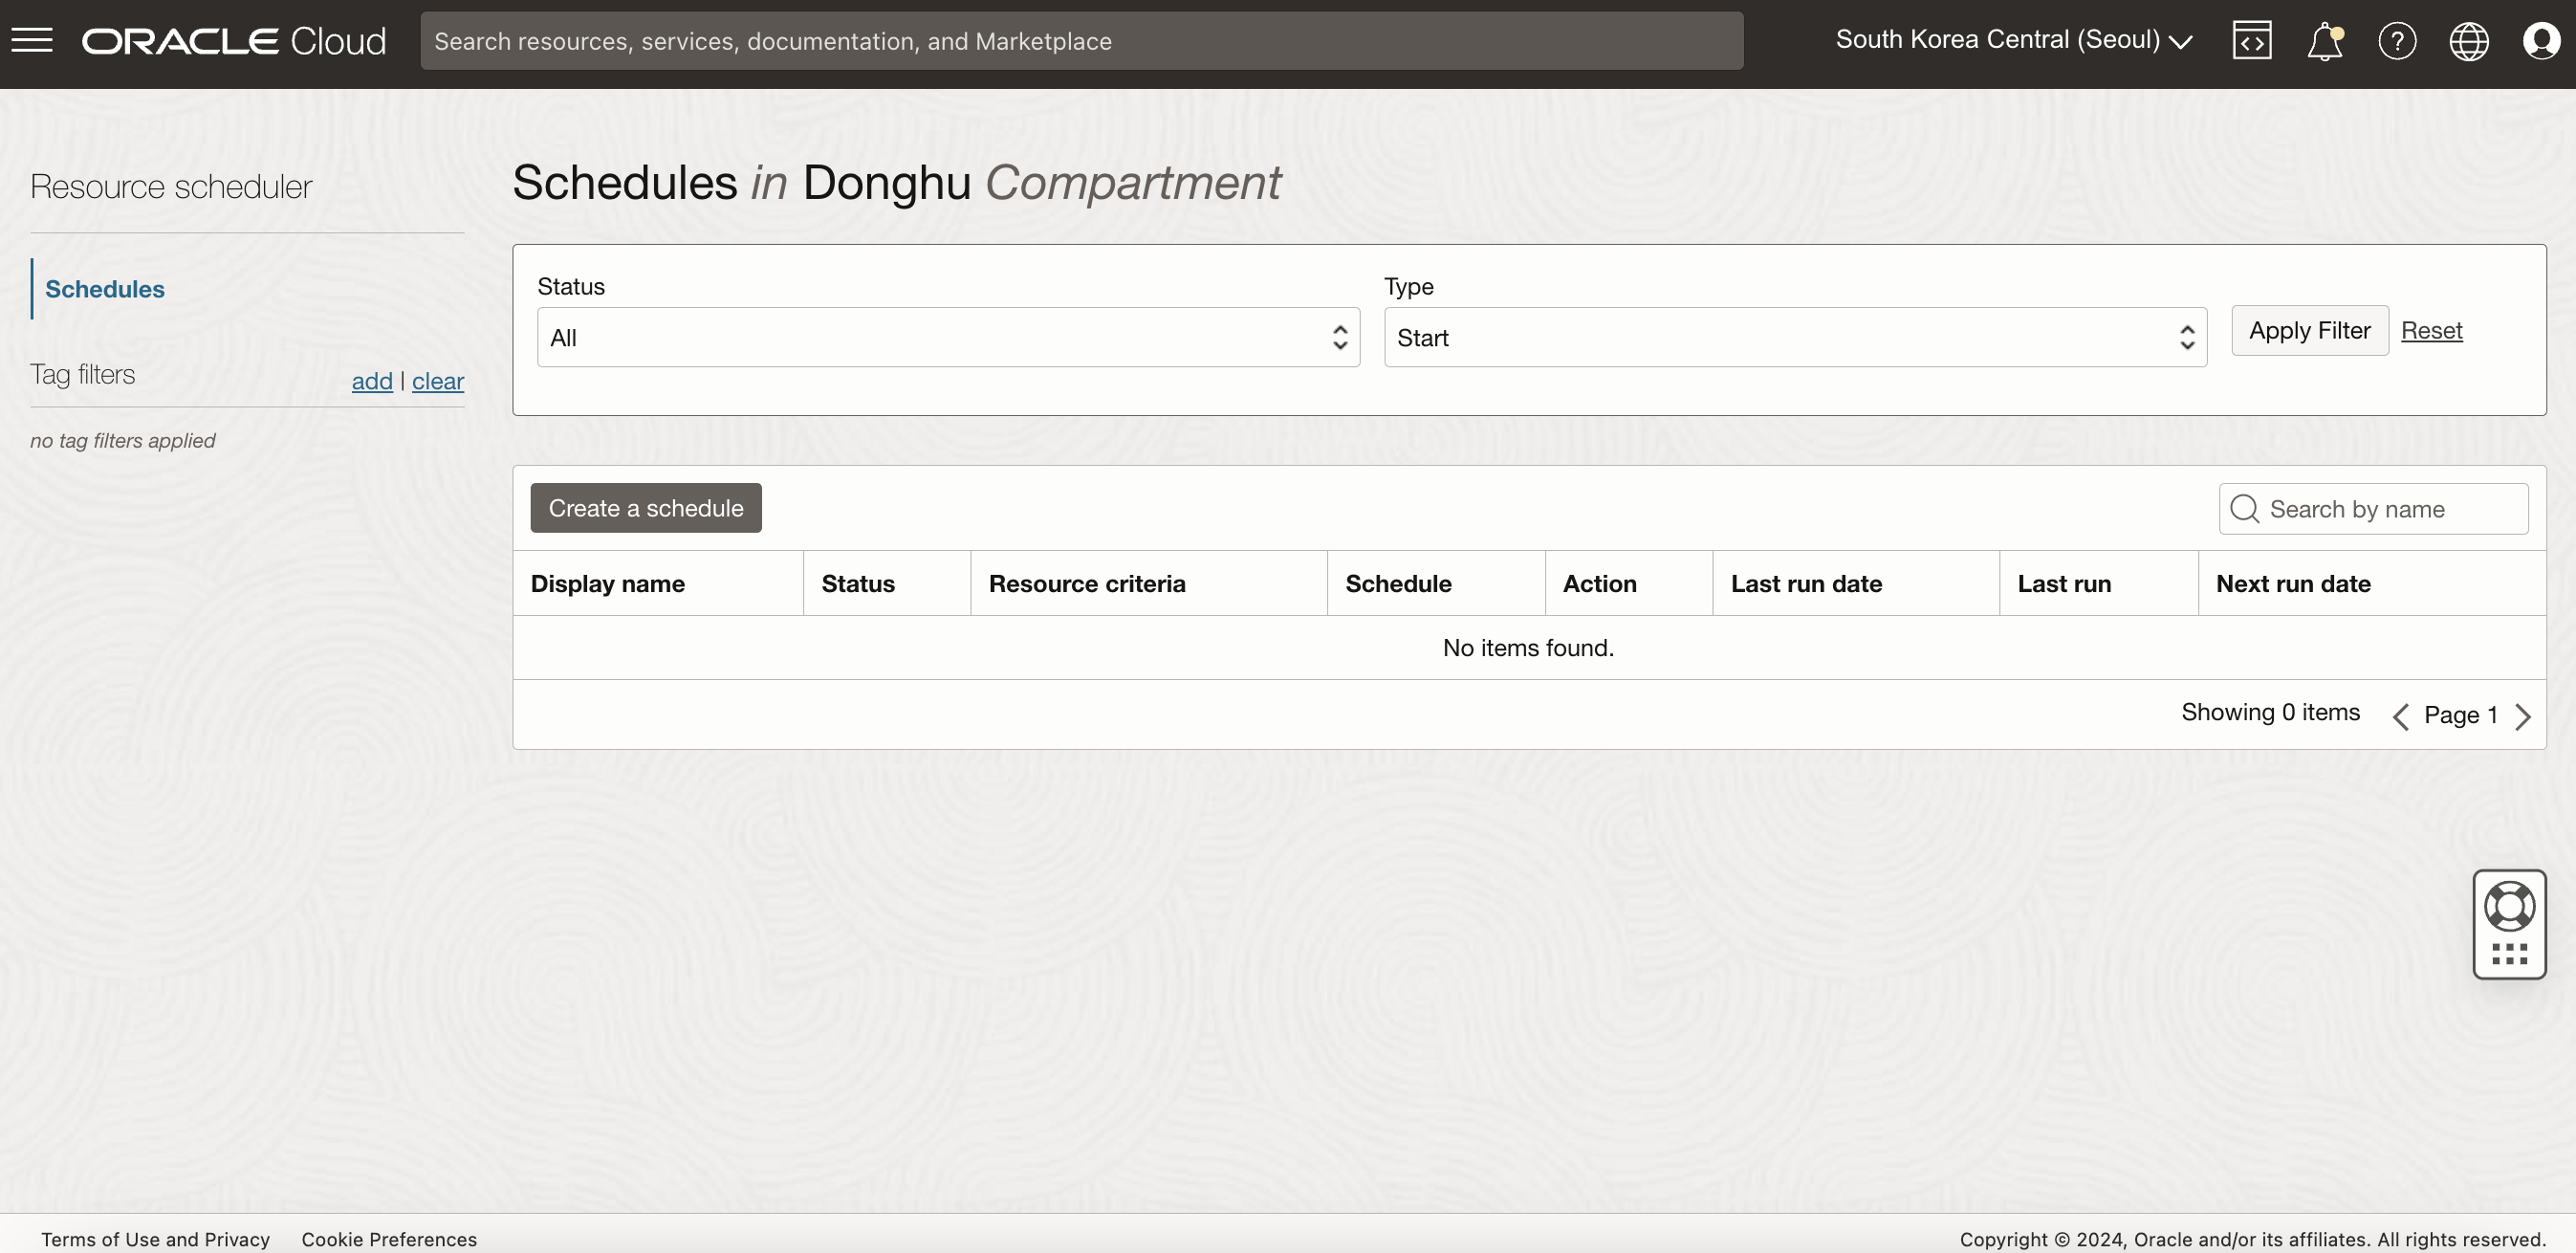 ORACLE Cloud
Search resources, services, documentation, and Marketplace
South Korea Central (Seoul)
Resource scheduler
Schedules
Tag filters
add | clear
no tag filters applied
Schedules in Donghu Compartment
Status
All
Type
Start
Apply Filter
Reset
Create a schedule
Search by name
Display name Status Resource criteria Schedule Action Last run date Last run Next run date
No items found.
Showing 0 items
Page 1
Terms of Use and Privacy Cookie Preferences
Copyright © 2024, Oracle and/or its affiliates. All rights reserved.